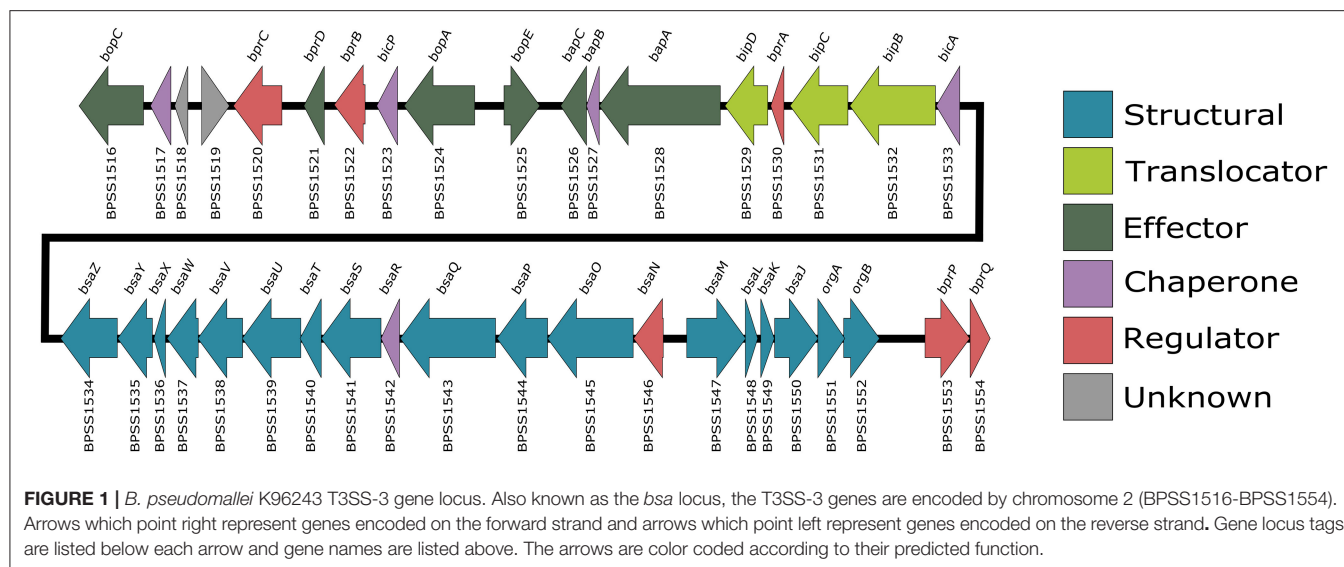 bopC bprC bprD bprB bicP bopA bopE bapC bapB bapA bipD bprA bipC bipB bicA
BPSS1516 BPSS1517 BPSS1518 BPSS1519 BPSS1520 BPSS1521 BPSS1522 BPSS1523 BPSS1524 BPSS1525 BPSS1526 BPSS1527 BPSS1528 BPSS1529 BPSS1530 BPSS1531 BPSS1532 BPSS1533
bsaZ bsaY bsaX bsaW bsaV bsaU bsaT bsaS bsaR bsaQ bsaP bsaO bsaN bsaM bsaL bsaK bsaJ orgA orgB bprP bprQ
BPSS1534 BPSS1535 BPSS1536 BPSS1537 BPSS1538 BPSS1539 BPSS1540 BPSS1541 BPSS1542 BPSS1543 BPSS1544 BPSS1545 BPSS1546 BPSS1547 BPSS1548 BPSS1549 BPSS1550 BPSS1551 BPSS1552 BPSS1553 BPSS1554
Structural
Translocator
Effector
Chaperone
Regulator
Unknown
FIGURE 1 | B. pseudomallei K96243 T3SS-3 gene locus. Also known as the bsa locus, the T3SS-3 genes are encoded by chromosome 2 (BPSS1516-BPSS1554).
Arrows which point right represent genes encoded on the forward strand and arrows which point left represent genes encoded on the reverse strand. Gene locus tags
are listed below each arrow and gene names are listed above. The arrows are color coded according to their predicted function.